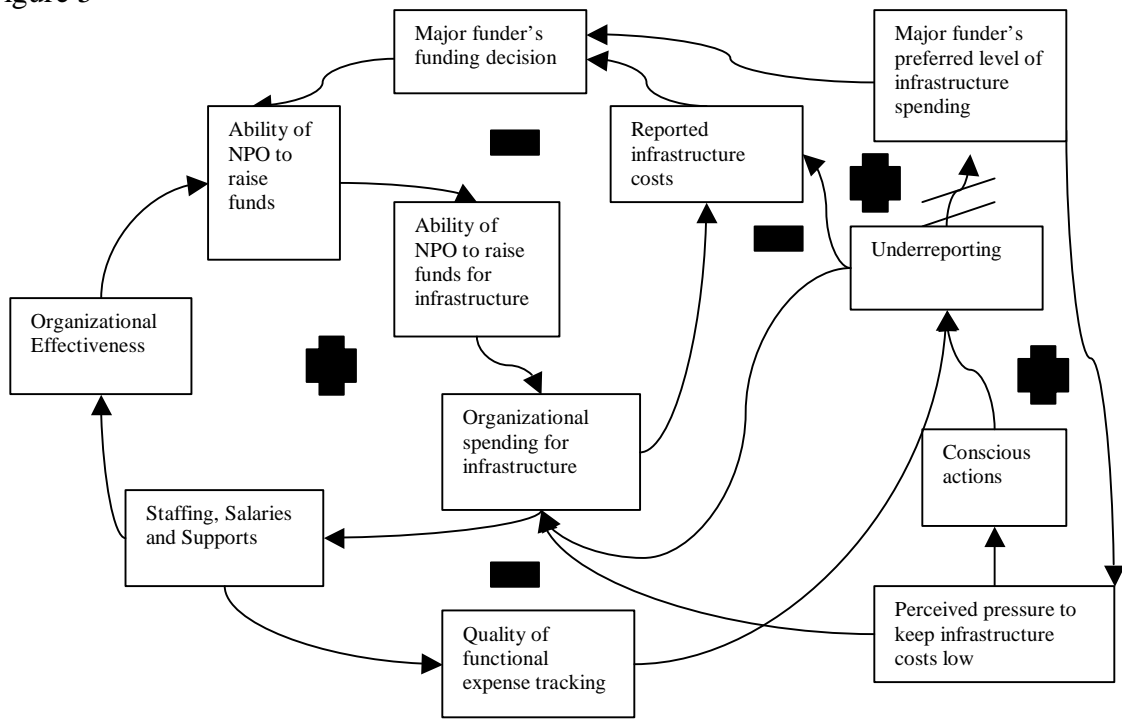 Major funder's
funding decision
Major funder's
preferred level of
infrastructure
spending
Ability of
NPO to
raise
funds
Reported
infrastructure
costs
Ability of
NPO to raise
funds for
infrastructure
Underreporting
Organizational
Effectiveness
Organizational
spending for
infrastructure
Conscious
actions
Staffing, Salaries
and Supports
Quality of
functional
expense tracking
Perceived pressure to
keep infrastructure
costs low